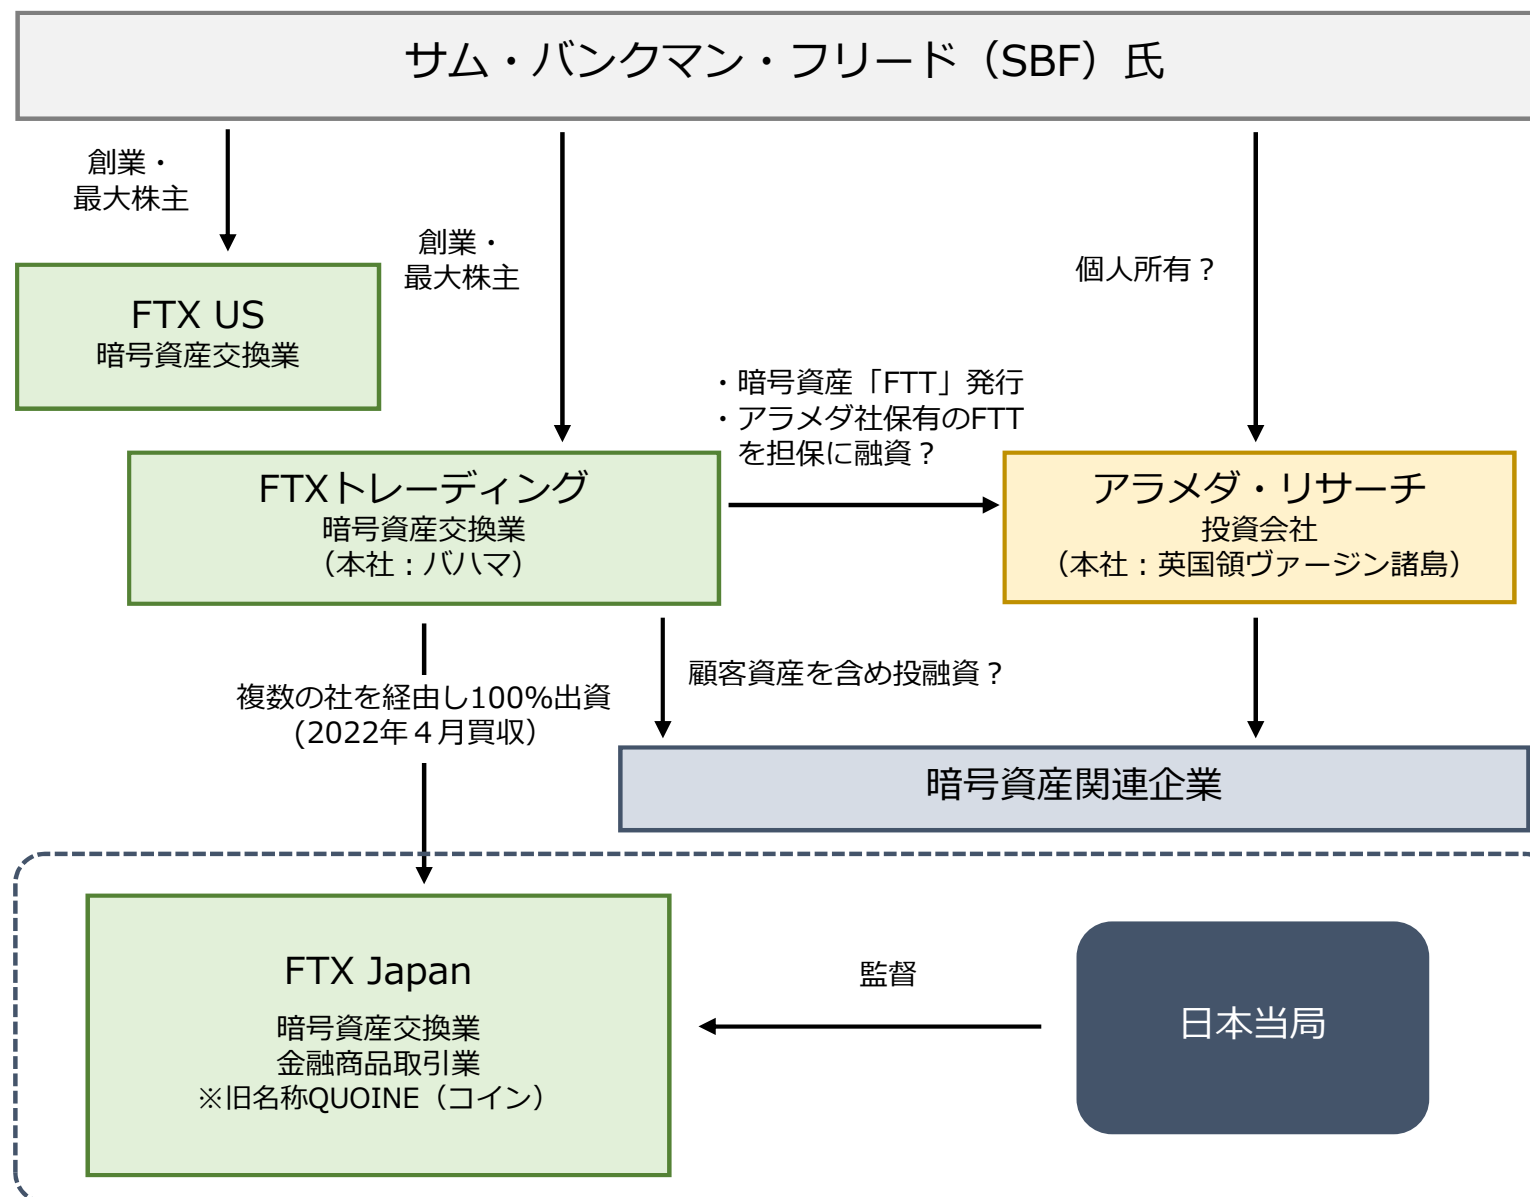 サム・バンクマン・フリード（SBF）氏
創業・
最大株主
創業・
最大株主
個人所有？
FTX US
暗号資産交換業
・暗号資産「FTT」発行
・アラメダ社保有のFTT
を担保に融資？
FTXトレーディング
暗号資産交換業
（本社：バハマ）
アラメダ・リサーチ
投資会社
（本社：英国領ヴァージン諸島）
複数の社を経由し100%出資
(2022年４月買収）
顧客資産を含め投融資？
暗号資産関連企業
FTX Japan
暗号資産交換業
金融商品取引業
※旧名称QUOINE（コイン）
監督
日本当局